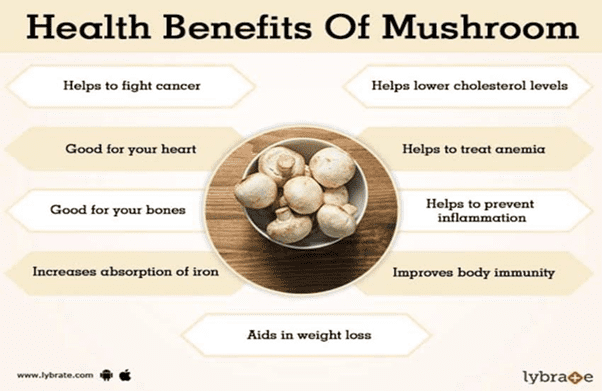 Health Benefits Of Mushroom
Helps to fight cancer
Helps lower cholesterol levels
Good for your heart
Helps to treat anemia
Good for your bones
Helps to prevent
inflammation
Increases absorption of iron
Improves body immunity
Aids in weight loss
www.lybrate.com
lybrate